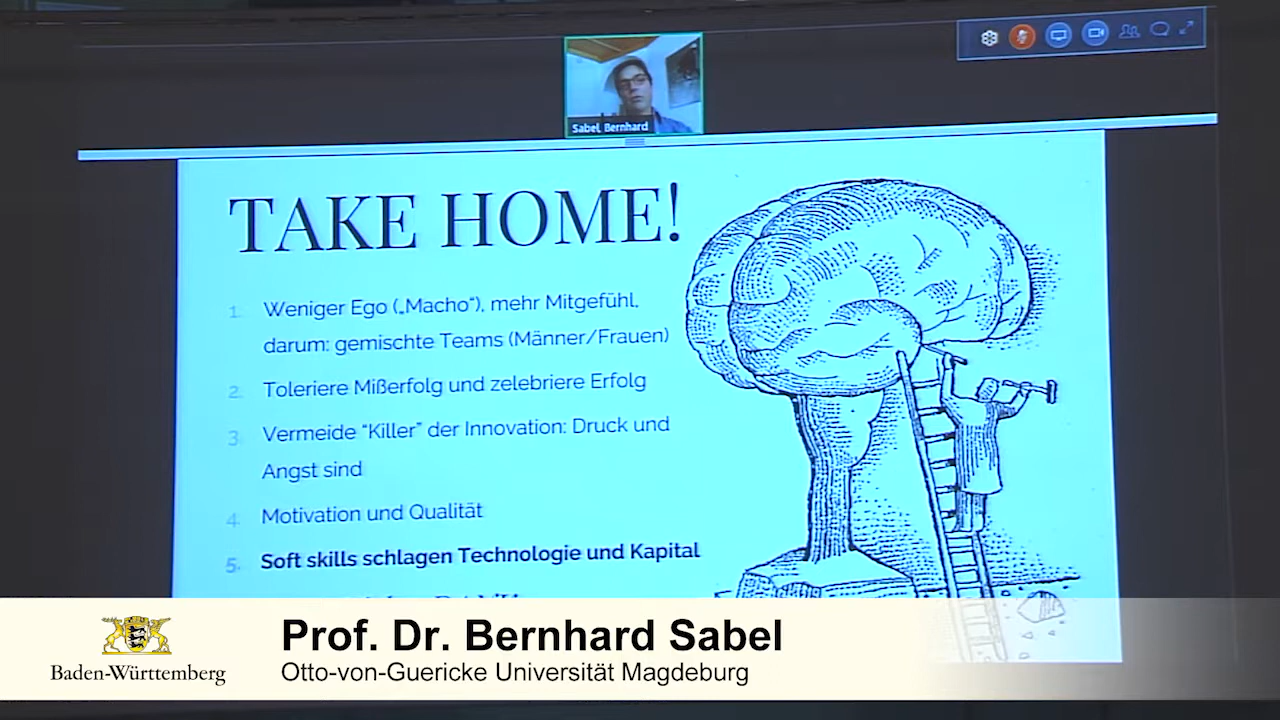 Sabel, Bernhard
TAKE HOME!
1. Weniger Ego („Macho“), mehr Mitgefühl,
darum: gemischte Teams (Männer/Frauen)
2. Toleriere Mißerfolg und zelebriere Erfolg
3. Vermeide “Killer” der Innovation: Druck und
Angst sind
4. Motivation und Qualität
5. Soft skills schlagen Technologie und Kapital
Prof. Dr. Bernhard Sabel
Otto-von-Guericke Universität Magdeburg
Baden-Württemberg